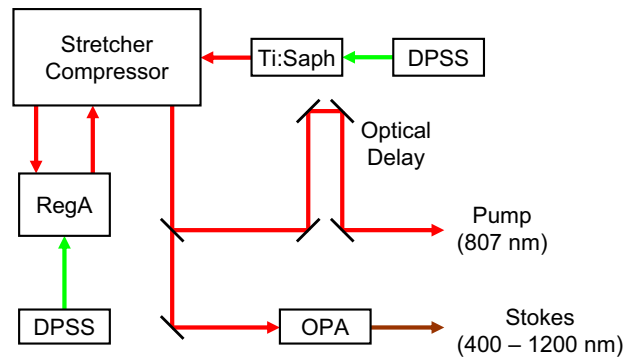 Stretcher
Compressor
Ti:Saph
DPSS
Optical
Delay
RegA
Pump
(807 nm)
DPSS
OPA
Stokes
(400 – 1200 nm)